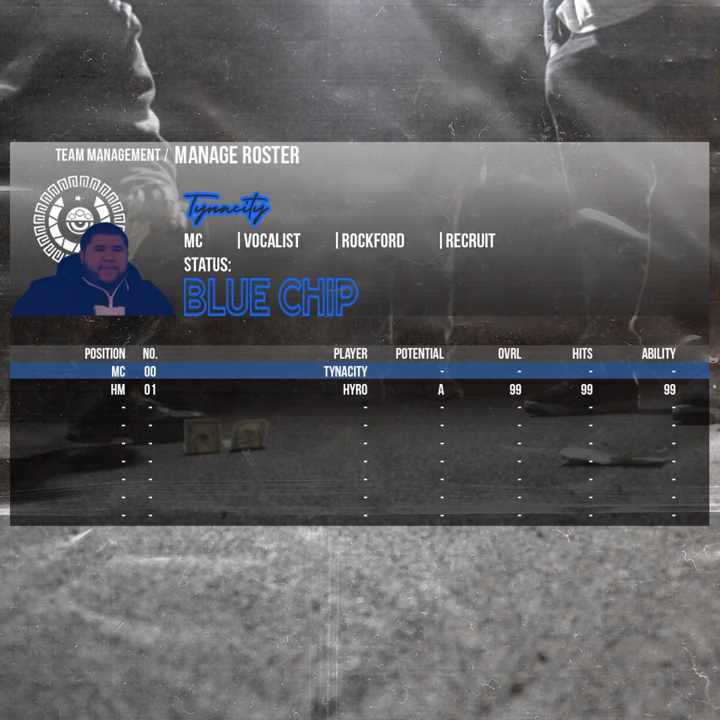 TEAM MANAGEMENT / MANAGE ROSTER
Tynacity
MC | VOCALIST | ROCKFORD | RECRUIT
STATUS:
BLUE CHIP
POSITION NO. PLAYER POTENTIAL OVRL HITS ABILITY
MC 00 TYNACITY - - - -
HM 01 HYRO A 99 99 99
- - - - - - -
- - - - - - -
- - - - - - -
- - - - - - -
- - - - - - -
- - - - - - -
- - - - - - -